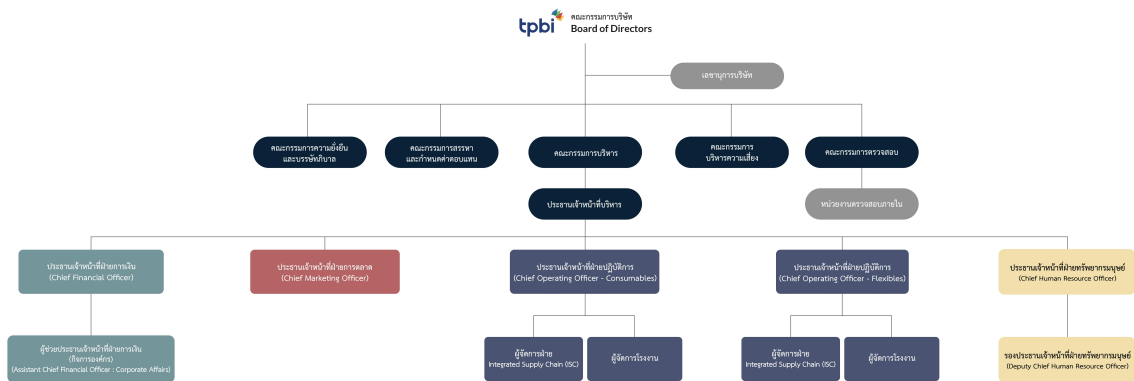 tpbi
คณะกรรมการบริษัท
Board of Directors
เลขานุการบริษัท
คณะกรรมการความยั่งยืน
และบรรษัทภิบาล
คณะกรรมการสรรหา
และกำหนดค่าตอบแทน
คณะกรรมการบริหาร
คณะกรรมการ
บริหารความเสี่ยง
คณะกรรมการตรวจสอบ
ประธานเจ้าหน้าที่บริหาร
หน่วยงานตรวจสอบภายใน
ประธานเจ้าหน้าที่ฝ่ายการเงิน
(Chief Financial Officer)
ประธานเจ้าหน้าที่ฝ่ายการตลาด
(Chief Marketing Officer)
ประธานเจ้าหน้าที่ฝ่ายปฏิบัติการ
(Chief Operating Officer - Consumables)
ประธานเจ้าหน้าที่ฝ่ายปฏิบัติการ
(Chief Operating Officer - Flexibles)
ประธานเจ้าหน้าที่ฝ่ายทรัพยากรมนุษย์
(Chief Human Resource Officer)
ผู้ช่วยประธานเจ้าหน้าที่ฝ่ายการเงิน
(กิจการองค์กร)
(Assistant Chief Financial Officer : Corporate Affairs)
ผู้จัดการฝ่าย
Integrated Supply Chain (ISC)
ผู้จัดการโรงงาน
ผู้จัดการฝ่าย
Integrated Supply Chain (ISC)
ผู้จัดการโรงงาน
รองประธานเจ้าหน้าที่ฝ่ายทรัพยากรมนุษย์
(Deputy Chief Human Resource Officer)